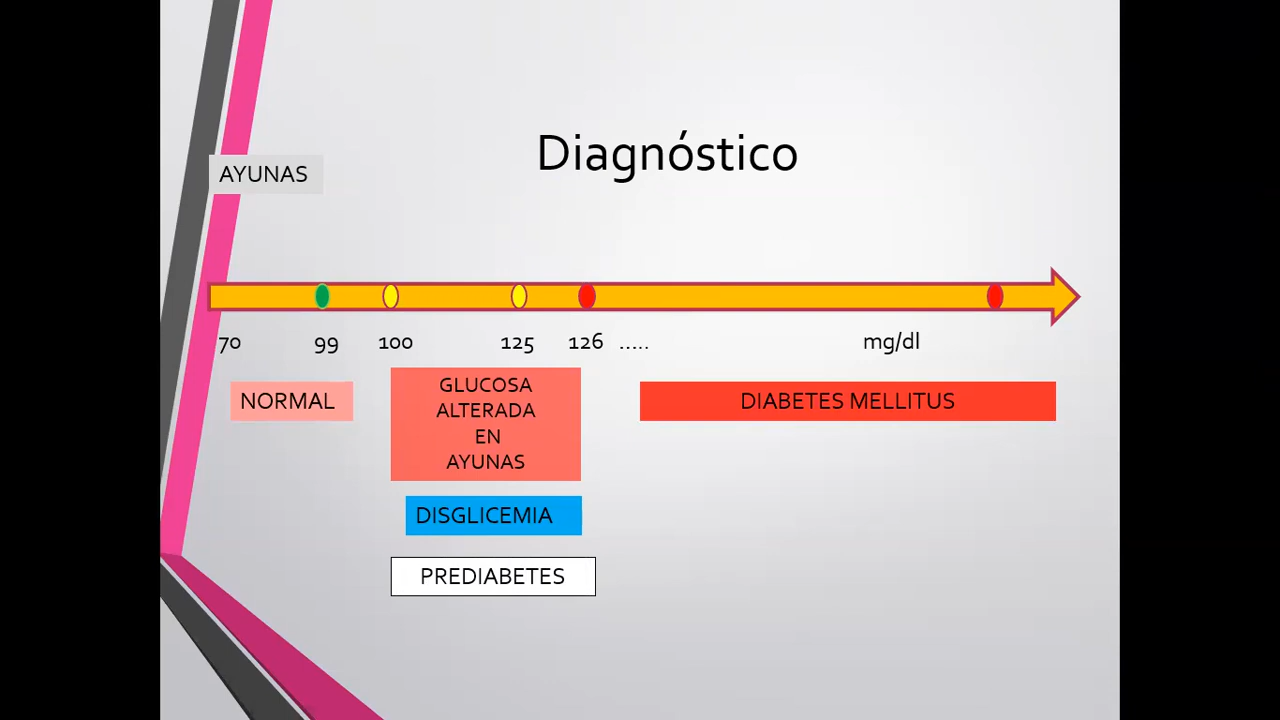 Diagnóstico
AYUNAS
70 99 100 125 126 ..... mg/dl
NORMAL
GLUCOSA
ALTERADA
EN
AYUNAS
DIABETES MELLITUS
DISGLICEMIA
PREDIABETES